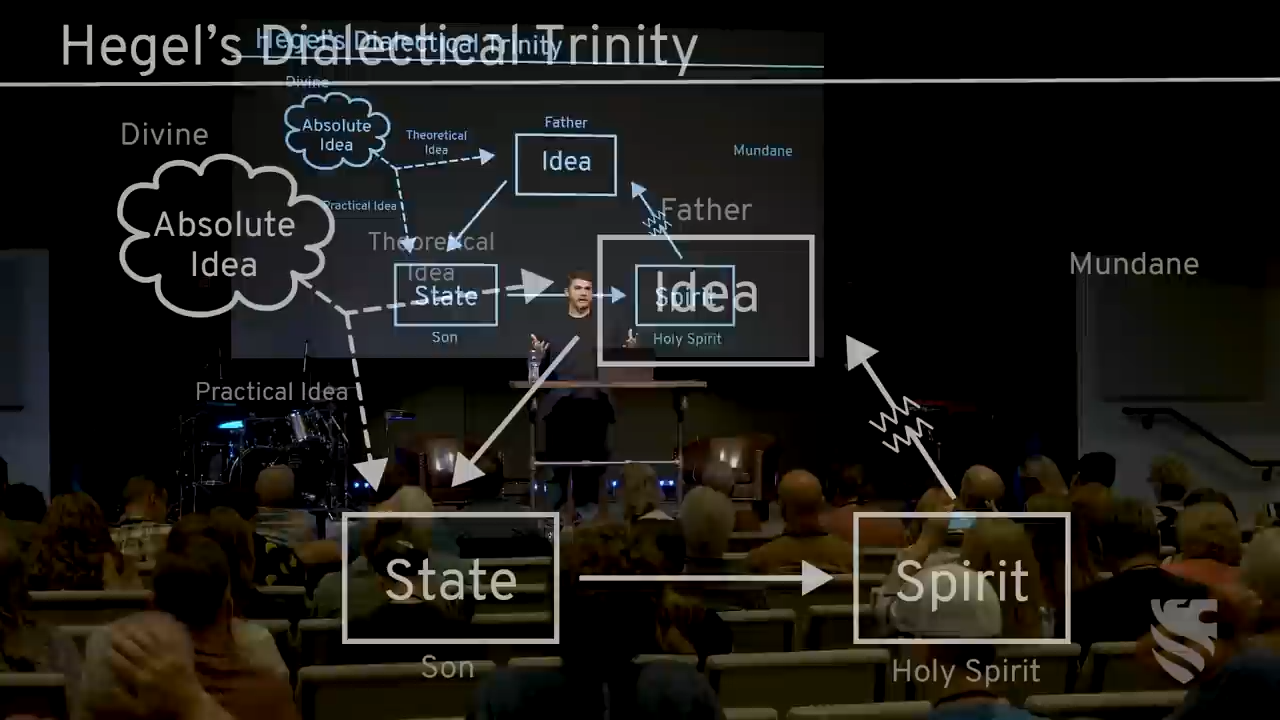 Hegel's Dialectical Trinity
Divine
Absolute
Idea
Theoretical
Idea
Practical Idea
Father
Idea
Mundane
State
Son
Spirit
Holy Spirit
Hegel's Dialectical Trinity
Divine
Absolute
Idea
Theoretical
Idea
Father
Idea
Mundane
Practical Idea
State
Son
Spirit
Holy Spirit